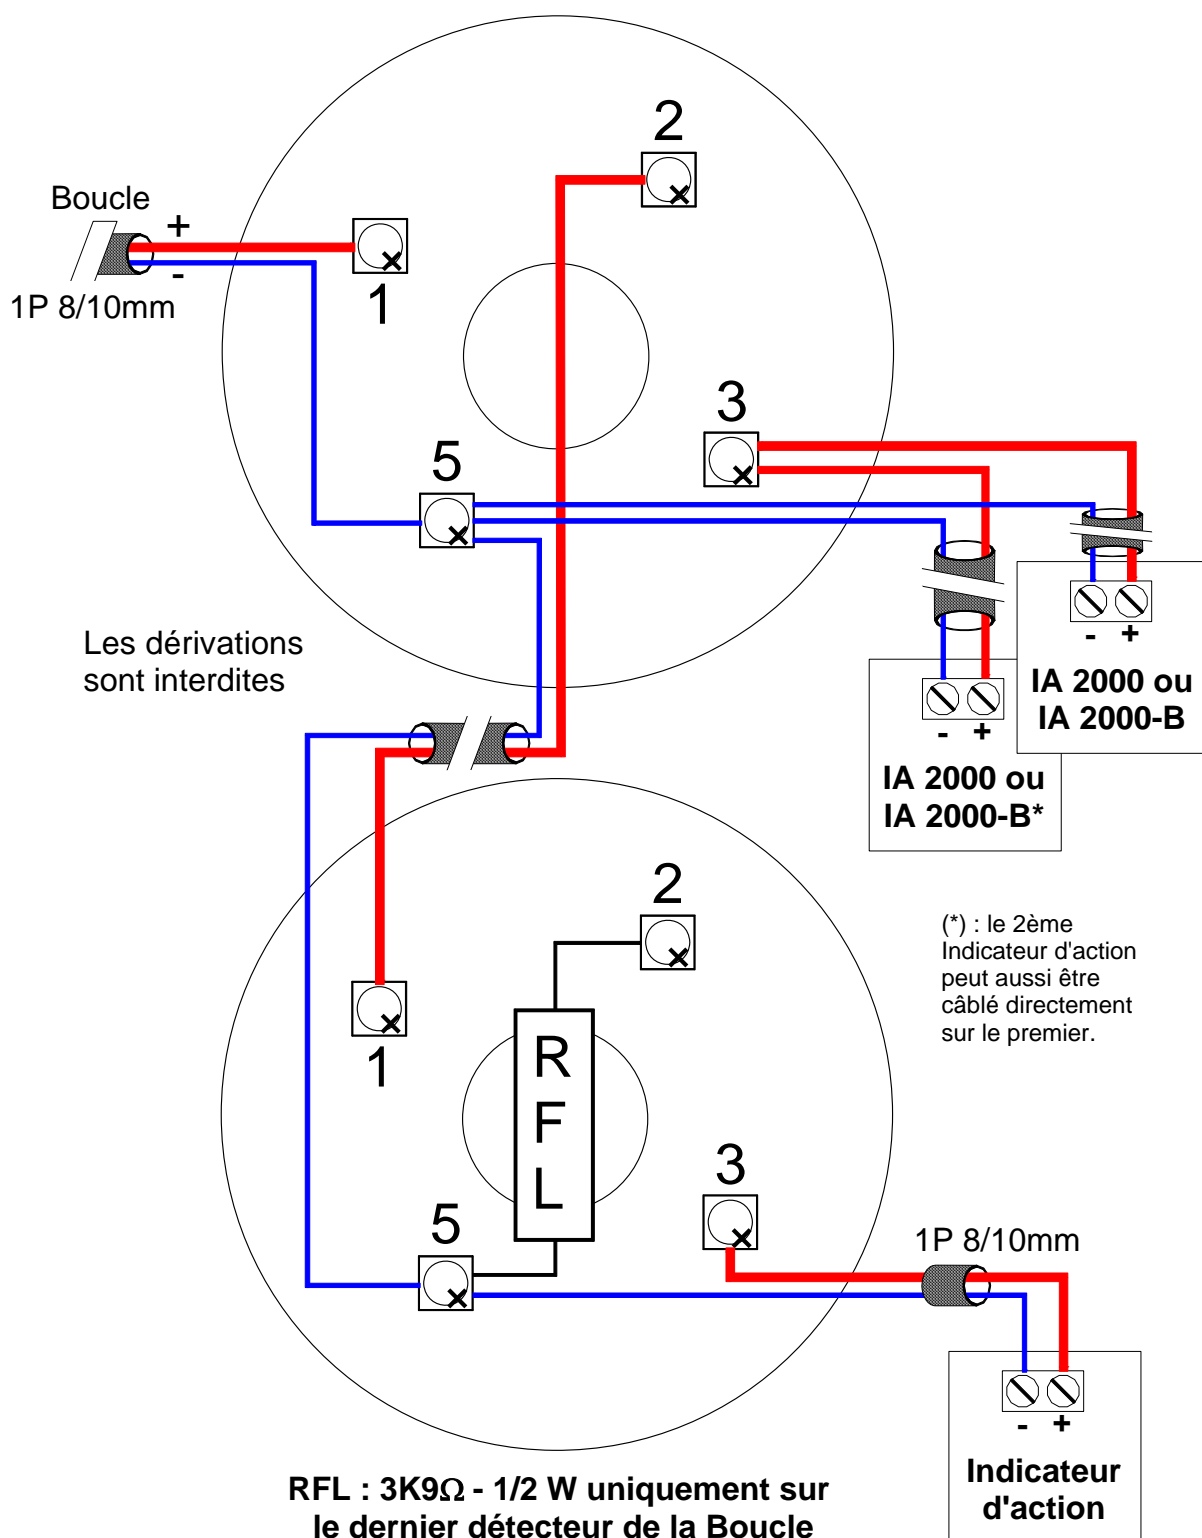 2
Boucle
+
-
1P 8/10mm
1
3
5
Les dérivations
sont interdites
- +
IA 2000 ou
IA 2000-B
- +
IA 2000 ou
IA 2000-B*
(*) : le 2ème
Indicateur d'action
peut aussi être
câblé directement
sur le premier.
2
1
R
F
L
3
5
1P 8/10mm
- +
Indicateur
d'action
RFL : 3K9Ω - 1/2 W uniquement sur
le dernier détecteur de la Boucle